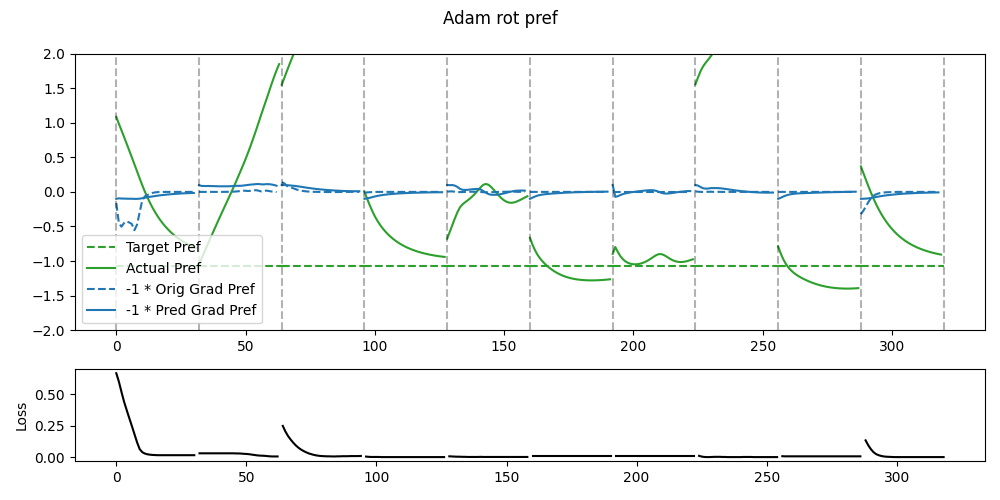 Adam rot pref
2.0
1.5
1.0
0.5
0.0
−0.5
−1.0
−1.5
−2.0
Target Pref
Actual Pref
-1 * Orig Grad Pref
-1 * Pred Grad Pref
0 50 100 150 200 250 300
Loss
0.50
0.25
0.00
0 50 100 150 200 250 300